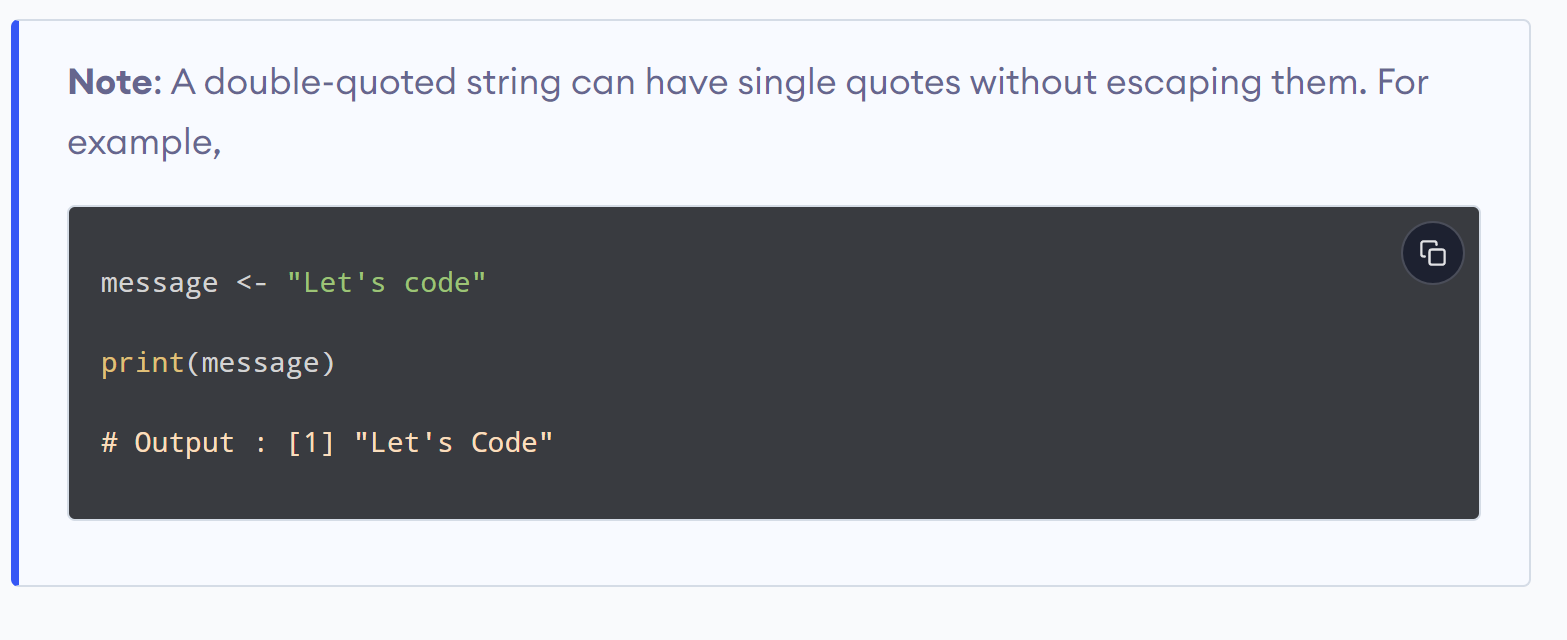 Note: A double-quoted string can have single quotes without escaping them. For
example,
message <- "Let's code"
print(message)
# Output : [1] "Let's Code"